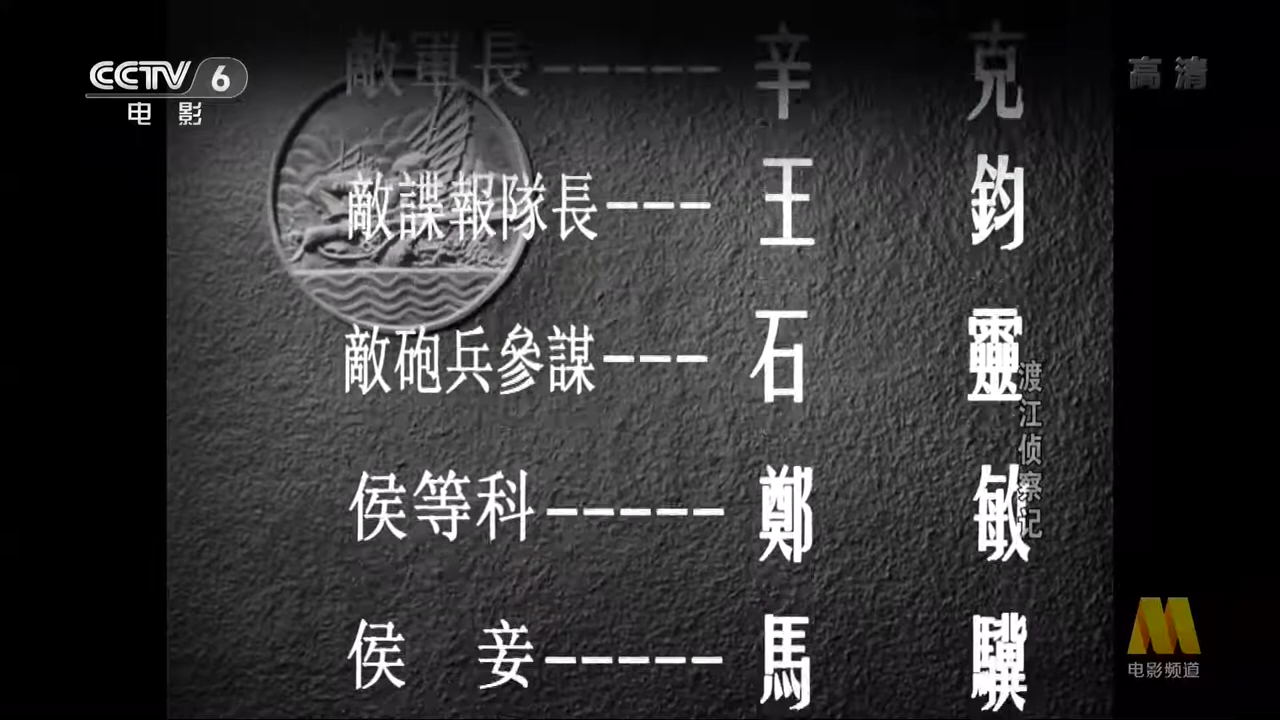 CCTV 6
电影
高清
敵軍長-----辛克
敵諜報隊長---王鈞
敵砲兵參謀---石靈
侯等科-----鄭敏
侯妾-----馬驥
渡江侦察记
电影频道